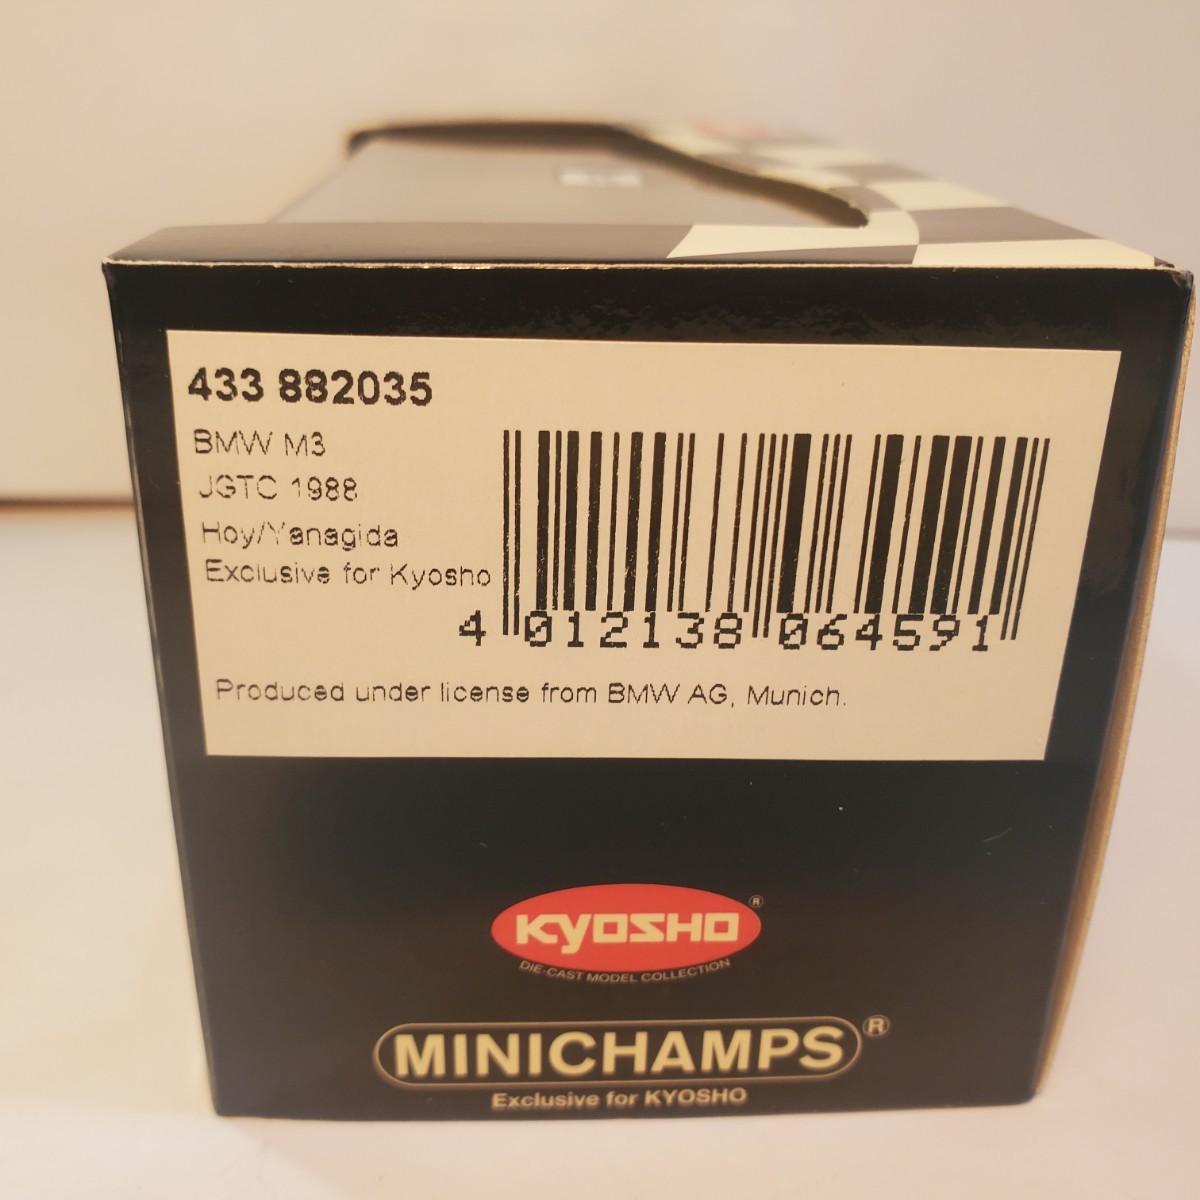 433 882035
BMW M3
JGTC 1988
Hoy/Yanagida
Exclusive for Kyosho
4 012138 064591
Produced under license from BMW AG, Munich.
KYOSHO ®
DIE-CAST MODEL COLLECTION
MINICHAMPS ®
Exclusive for KYOSHO